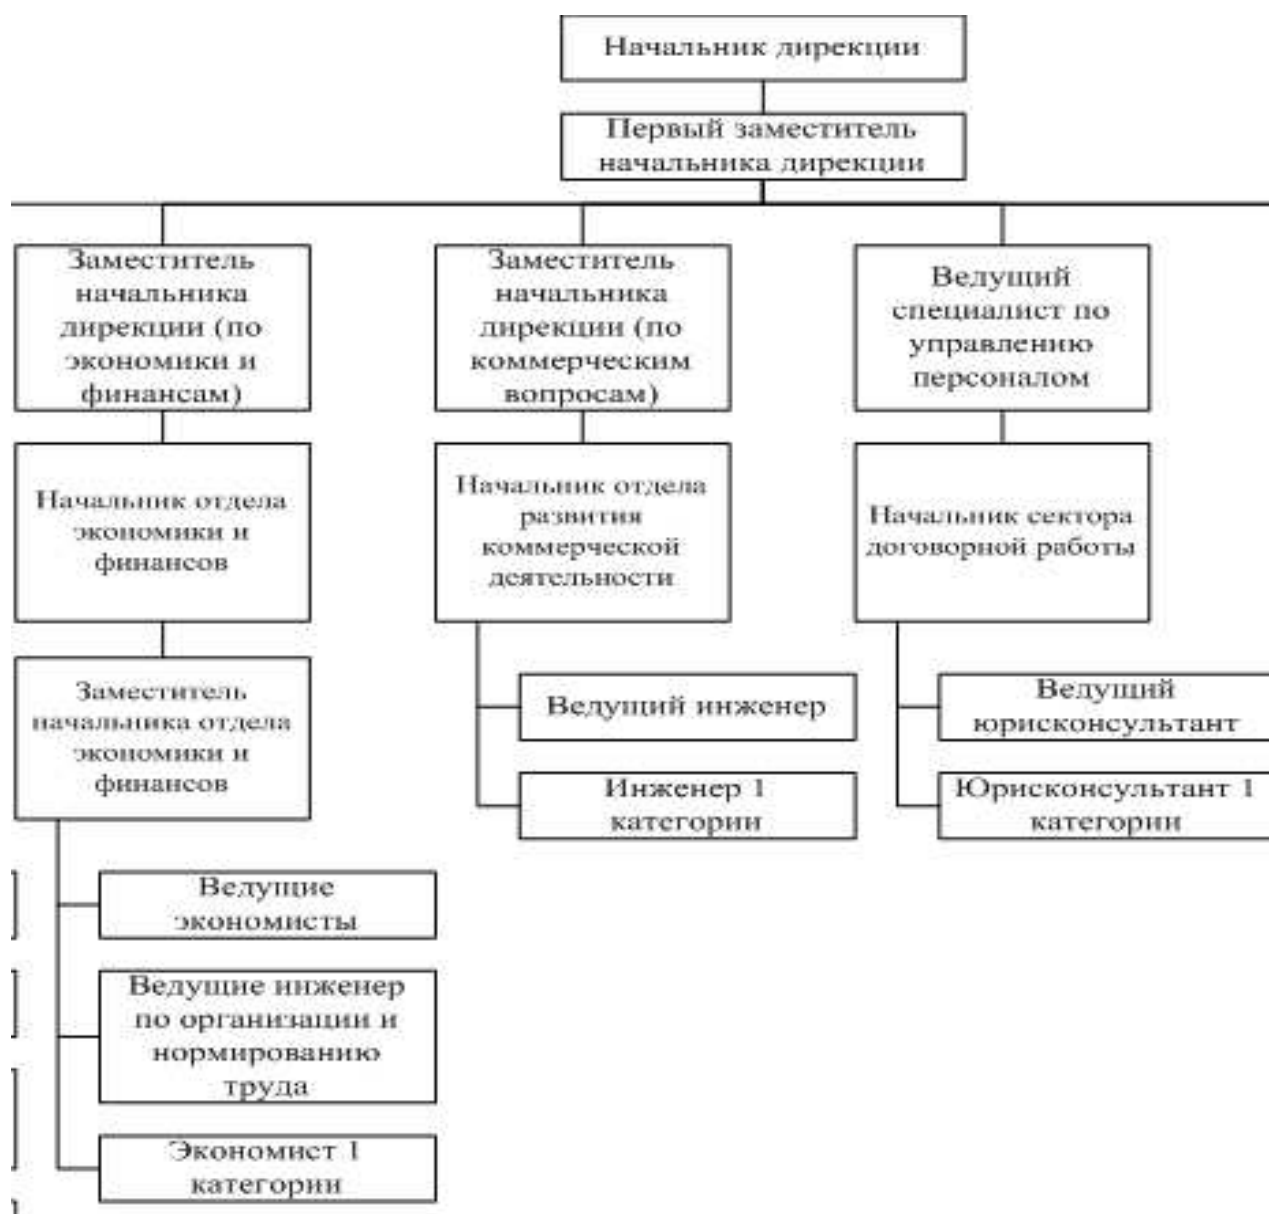 Начальник дирекции
Первый заместитель
начальника дирекции
Заместитель
начальника
дирекции (по
экономики и
финансам)
Заместитель
начальника
дирекции (по
коммерческим
вопросам)
Ведущий
специалист по
управлению
персоналом
Начальник отдела
экономики и
финансов
Начальник отдела
развития
коммерческой
деятельности
Начальник сектора
договорной работы
Заместитель
начальника отдела
экономики и
финансов
Ведущий инженер
Инженер 1
категории
Ведущий
юрисконсультант
Юрисконсультант 1
категории
Ведущие
экономисты
Ведущие инженер
по организации и
нормированию
труда
Экономист 1
категории